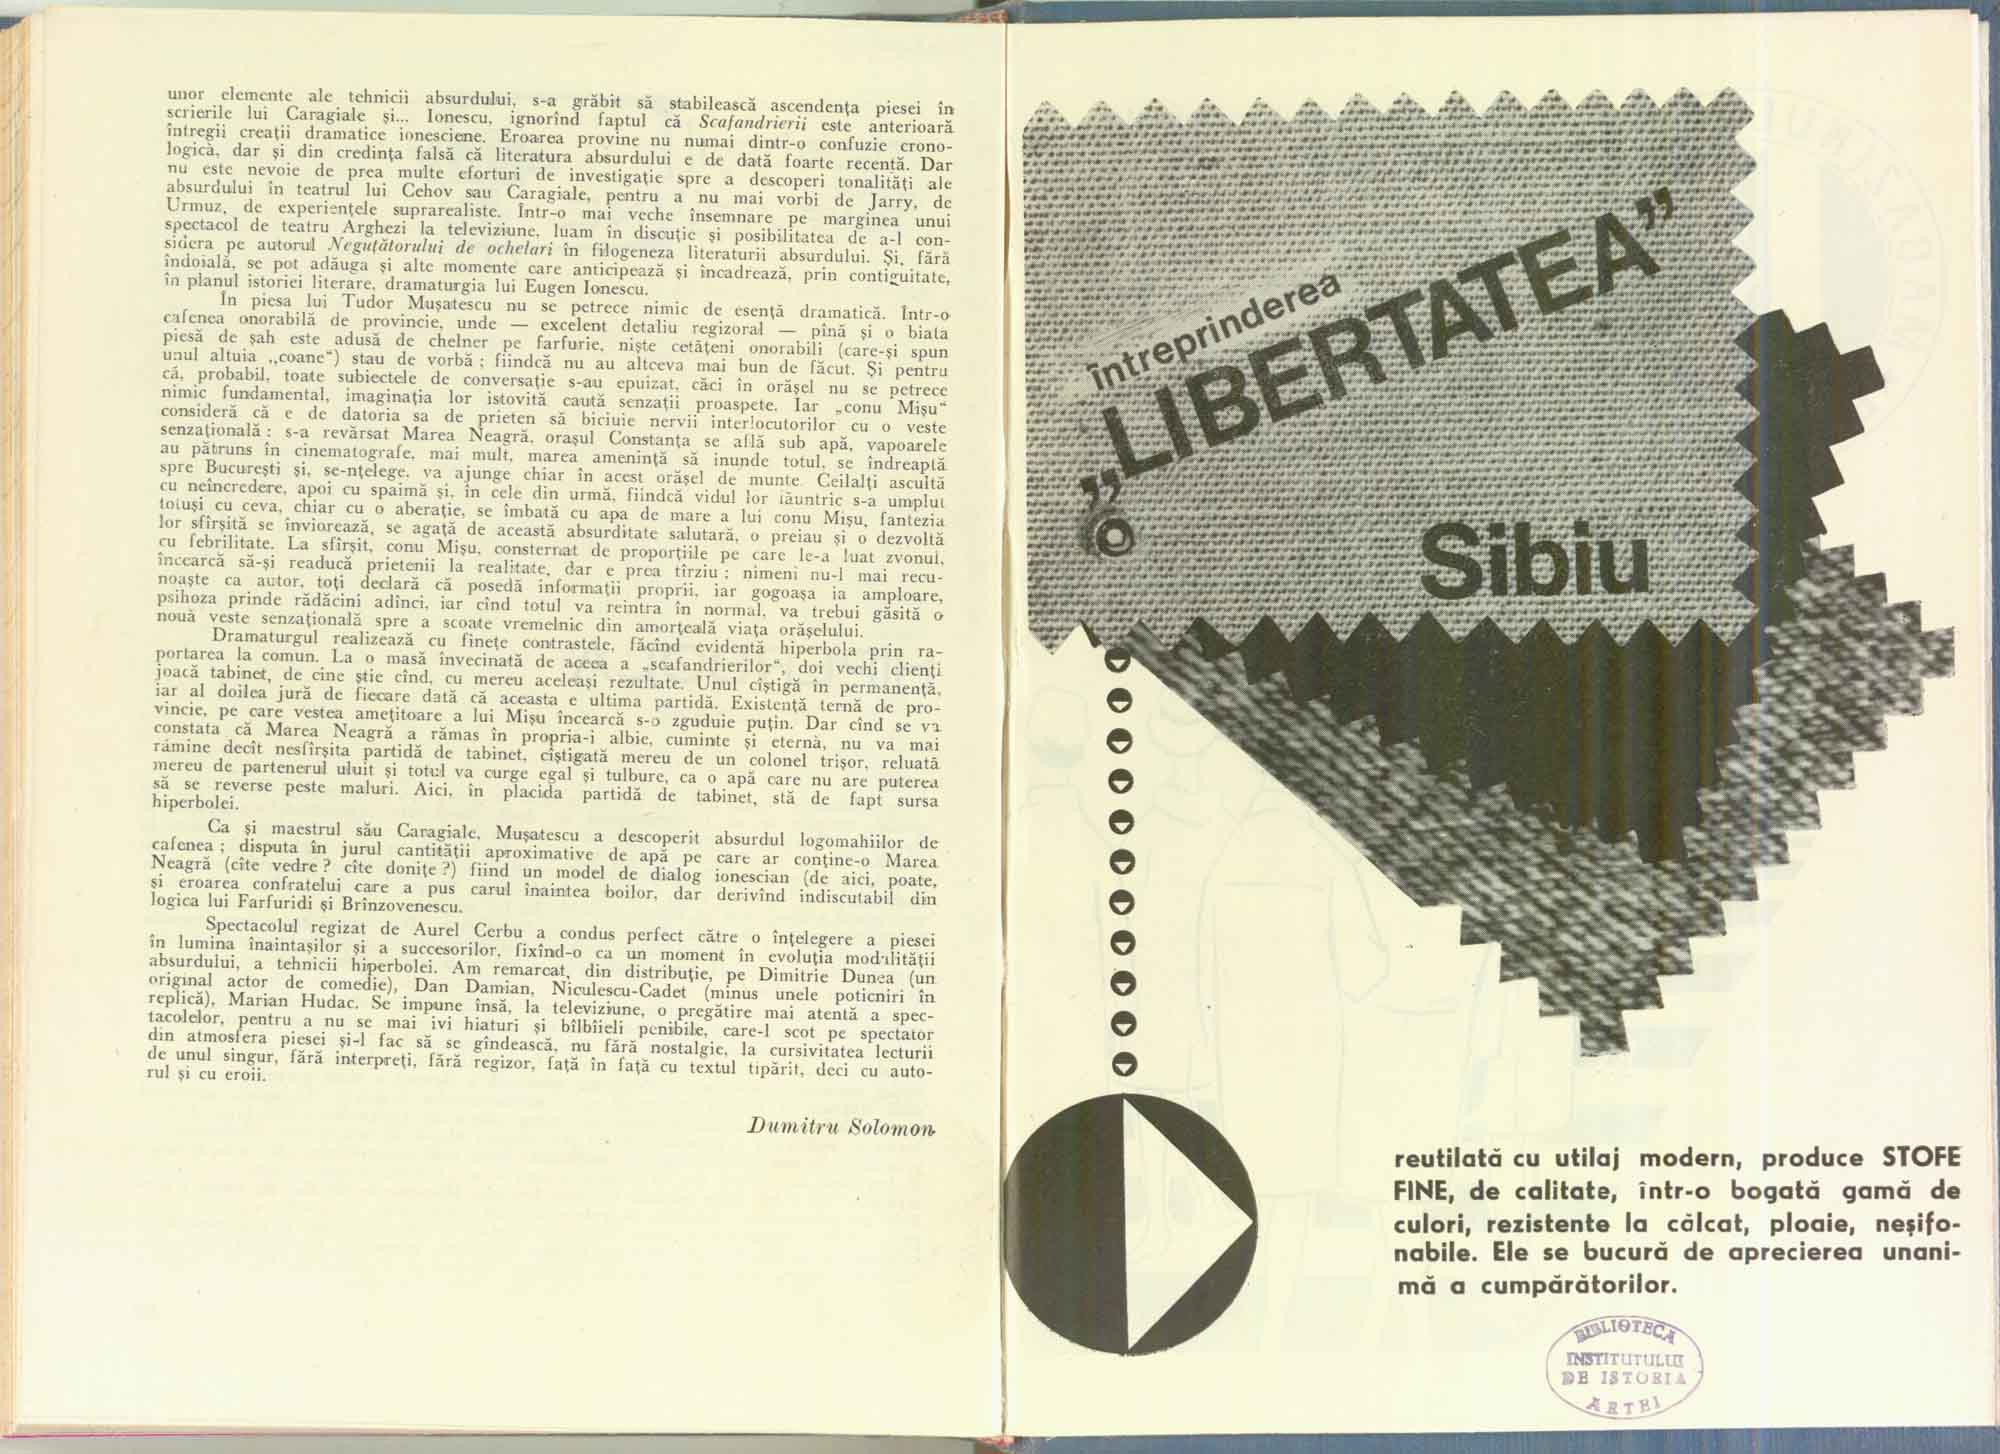 unor elemente ale tehnicii absurdului, s-a grăbit să stabilească ascendența piesei în
scrierile lui Caragiale și... Ionescu, ignorînd faptul că Scafandrierii este anterioară
întregii creații dramatice ionesciene. Eroarea provine nu numai dintr-o confuzie crono-
logică, dar și din credința falsă că literatura absurdului e de dată foarte recentă. Dar
nu este nevoie de prea multe eforturi de investigație spre a descoperi tonalități ale
absurdului în teatrul lui Cehov sau Caragiale, pentru a nu mai vorbi de Jarry, de
Urmuz, de experiențele suprarealiste. Într-o mai veche însemnare pe marginea unui
spectacol de teatru Arghezi la televiziune, luam în discuție și posibilitatea de a-l con-
sidera pe autorul Neguțătorului de ochelari în filogeneza literaturii absurdului. Și, fără
îndoială, se pot adăuga și alte momente care anticipează și încadrează, prin contiguitate,
în planul istoriei literare, dramaturgia lui Eugen Ionescu.
În piesa lui Tudor Mușatescu nu se petrece nimic de esență dramatică. Într-o
cafenea onorabilă de provincie, unde — excelent detaliu regizoral — pînă și o biata
piesă de șah este adusă de chelner pe farfurie, niște cetățeni onorabili (care-și spun
unul altuia „coane“) stau de vorbă ; fiindcă nu au altceva mai bun de făcut. Și pentru
că, probabil, toate subiectele de conversație s-au epuizat, căci în orășel nu se petrece
nimic fundamental, imaginația lor istovită caută senzații proaspete. Iar „conu Mișu“
consideră că e de datoria sa de prieten să biciuie nervii interlocutorilor cu o veste
senzațională : s-a revărsat Marea Neagră, orașul Constanța se află sub apă, vapoarele
au pătruns în cinematografe, mai mult, marea amenință să inunde totul, se îndreaptă
spre București și, se-nțelege, va ajunge chiar în acest orășel de munte. Ceilalți ascultă
cu neîncredere, apoi cu spaimă și, în cele din urmă, fiindcă vidul lor lăuntric s-a umplut
totuși cu ceva, chiar cu o aberație, se îmbată cu apa de mare a lui conu Mișu, fantezia
lor sfîrșită se înviorează, se agață de această absurditate salutară, o preiau și o dezvoltă
cu febrilitate. La sfîrșit, conu Mișu, consternat de proporțiile pe care le-a luat zvonul,
încearcă să-și readucă prietenii la realitate, dar e prea tîrziu ; nimeni nu-l mai recu-
noaște ca autor, toți declară că posedă informații proprii, iar gogoașa ia amploare,
psihoza prinde rădăcini adînci, iar cînd totul va reintra în normal, va trebui găsită o
nouă veste senzațională spre a scoate vremelnic din amorțeală viața orășelului.
Dramaturgul realizează cu finețe contrastele, făcînd evidentă hiperbola prin ra-
portarea la comun. La o masă învecinată de aceea a „scafandrierilor“, doi vechi clienți
joacă tabinet, de cine știe cînd, cu mereu aceleași rezultate. Unul cîștigă în permanență,
iar al doilea jură de fiecare dată că aceasta e ultima partidă. Existență ternă de pro-
vincie, pe care vestea amețitoare a lui Mișu încearcă s-o zguduie puțin. Dar cînd se va
constata că Marea Neagră a rămas în propria-i albie, cuminte și eternă, nu va mai
rămîne decît nesfîrșita partidă de tabinet, cîștigată mereu de un colonel trișor, reluată
mereu de partenerul uluit și totul va curge egal și tulbure, ca o apă care nu are puterea
să se reverse peste maluri. Aici, în placida partidă de tabinet, stă de fapt sursa
hiperbolei.
Ca și maestrul său Caragiale, Mușatescu a descoperit absurdul logomahiilor de
cafenea ; disputa în jurul cantității aproximative de apă pe care ar conține-o Marea
Neagră (cîte vedre ? cîte donițe ?) fiind un model de dialog ionescian (de aici, poate,
și eroarea confratelui care a pus carul înaintea boilor, dar derivînd indiscutabil din
logica lui Farfuridi și Brînzovenescu.
Spectacolul regizat de Aurel Cerbu a condus perfect către o înțelegere a piesei
în lumina înaintașilor și a succesorilor, fixînd-o ca un moment în evoluția modalității
absurdului, a tehnicii hiperbolei. Am remarcat, din distribuție, pe Dimitrie Dunea (un
original actor de comedie), Dan Damian, Niculescu-Cadet (minus unele poticniri în
replică), Marian Hudac. Se impune însă, la televiziune, o pregătire mai atentă a spec-
tacolelor, pentru a nu se mai ivi hiaturi și bîlbîieli penibile, care-l scot pe spectator
din atmosfera piesei și-l fac să se gîndească, nu fără nostalgie, la cursivitatea lecturii
de unul singur, fără interpreți, fără regizor, față în față cu textul tipărit, deci cu auto-
rul și cu eroii.
Dumitru Solomon
întreprinderea
„LIBERTATEA”
Sibiu
reutilată cu utilaj modern, produce STOFE
FINE, de calitate, într-o bogată gamă de
culori, rezistente la călcat, ploaie, neșifo-
nabile. Ele se bucură de aprecierea unani-
mă a cumpărătorilor.
BIBLIOTECA
INSTITUTULUI
DE ISTORIA
ARTEI